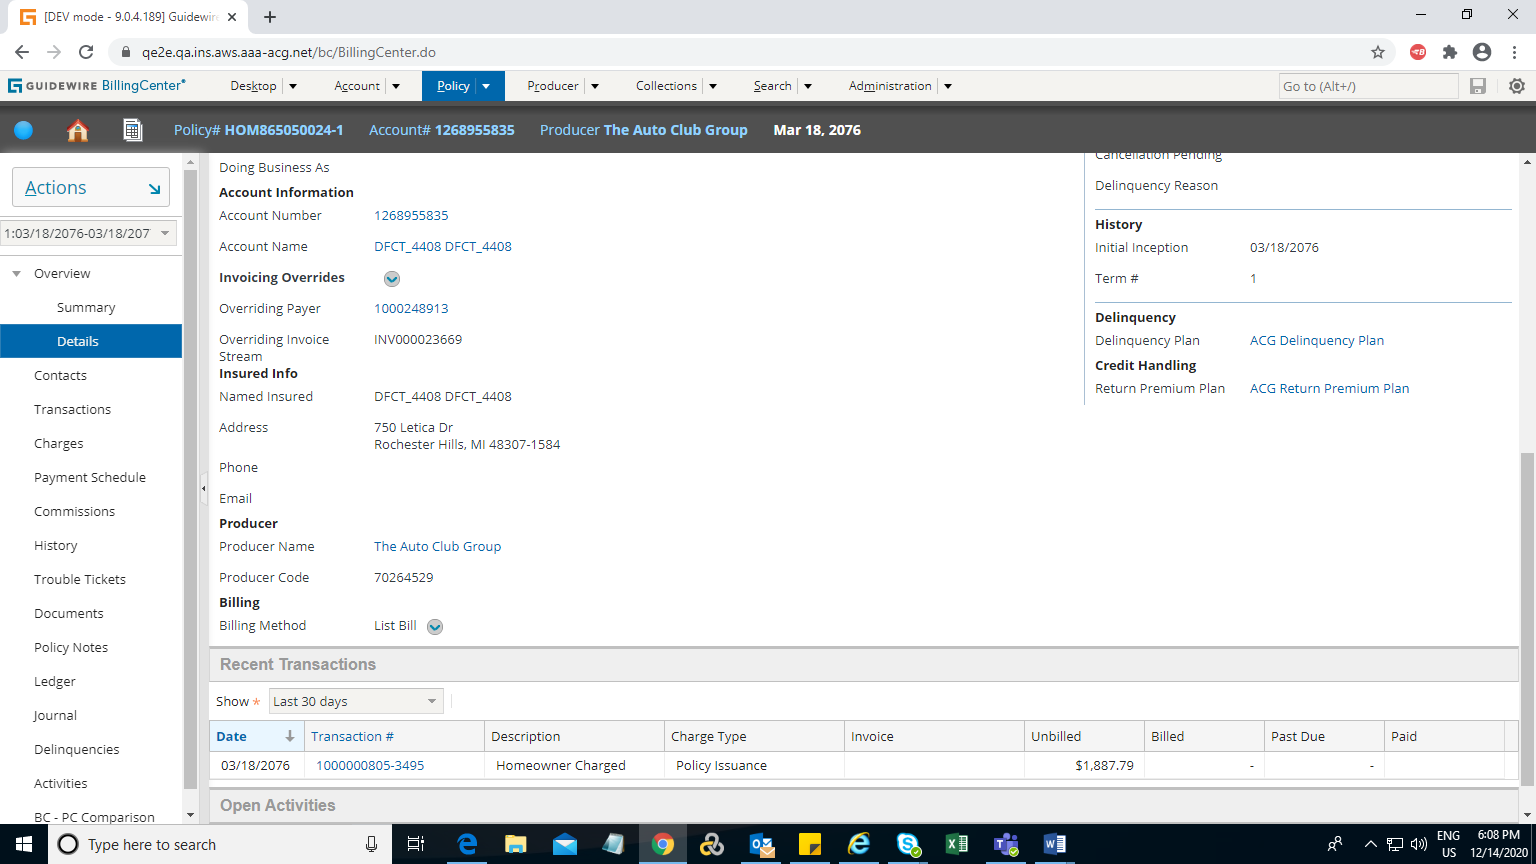 [DEV mode - 9.0.4.189] Guidewire
qe2e.qa.ins.aws.aaa-acg.net/bc/BillingCenter.do
GUIDEWIRE BillingCenter
Desktop
Account
Policy
Producer
Collections
Search
Administration
Go to (Alt+/)
Policy# HOM865050024-1
Account# 1268955835
Producer The Auto Club Group
Mar 18, 2076
Actions
1:03/18/2076-03/18/207
Overview
Summary
Details
Contacts
Transactions
Charges
Payment Schedule
Commissions
History
Trouble Tickets
Documents
Policy Notes
Ledger
Journal
Delinquencies
Activities
BC - PC Comparison
Doing Business As
Account Information
Account Number 1268955835
Account Name DFCT_4408 DFCT_4408
Invoicing Overrides
Overriding Payer 1000248913
Overriding Invoice Stream INV000023669
Insured Info
Named Insured DFCT_4408 DFCT_4408
Address 750 Letica Dr
Rochester Hills, MI 48307-1584
Phone
Email
Producer
Producer Name The Auto Club Group
Producer Code 70264529
Billing
Billing Method List Bill
Cancellation Pending
Delinquency Reason
History
Initial Inception 03/18/2076
Term # 1
Delinquency
Delinquency Plan ACG Delinquency Plan
Credit Handling
Return Premium Plan ACG Return Premium Plan
Recent Transactions
Show * Last 30 days
Date Transaction # Description Charge Type Invoice Unbilled Billed Past Due Paid
03/18/2076 1000000805-3495 Homeowner Charged Policy Issuance $1,887.79 - -
Open Activities
Type here to search
ENG
US
6:08 PM
12/14/2020